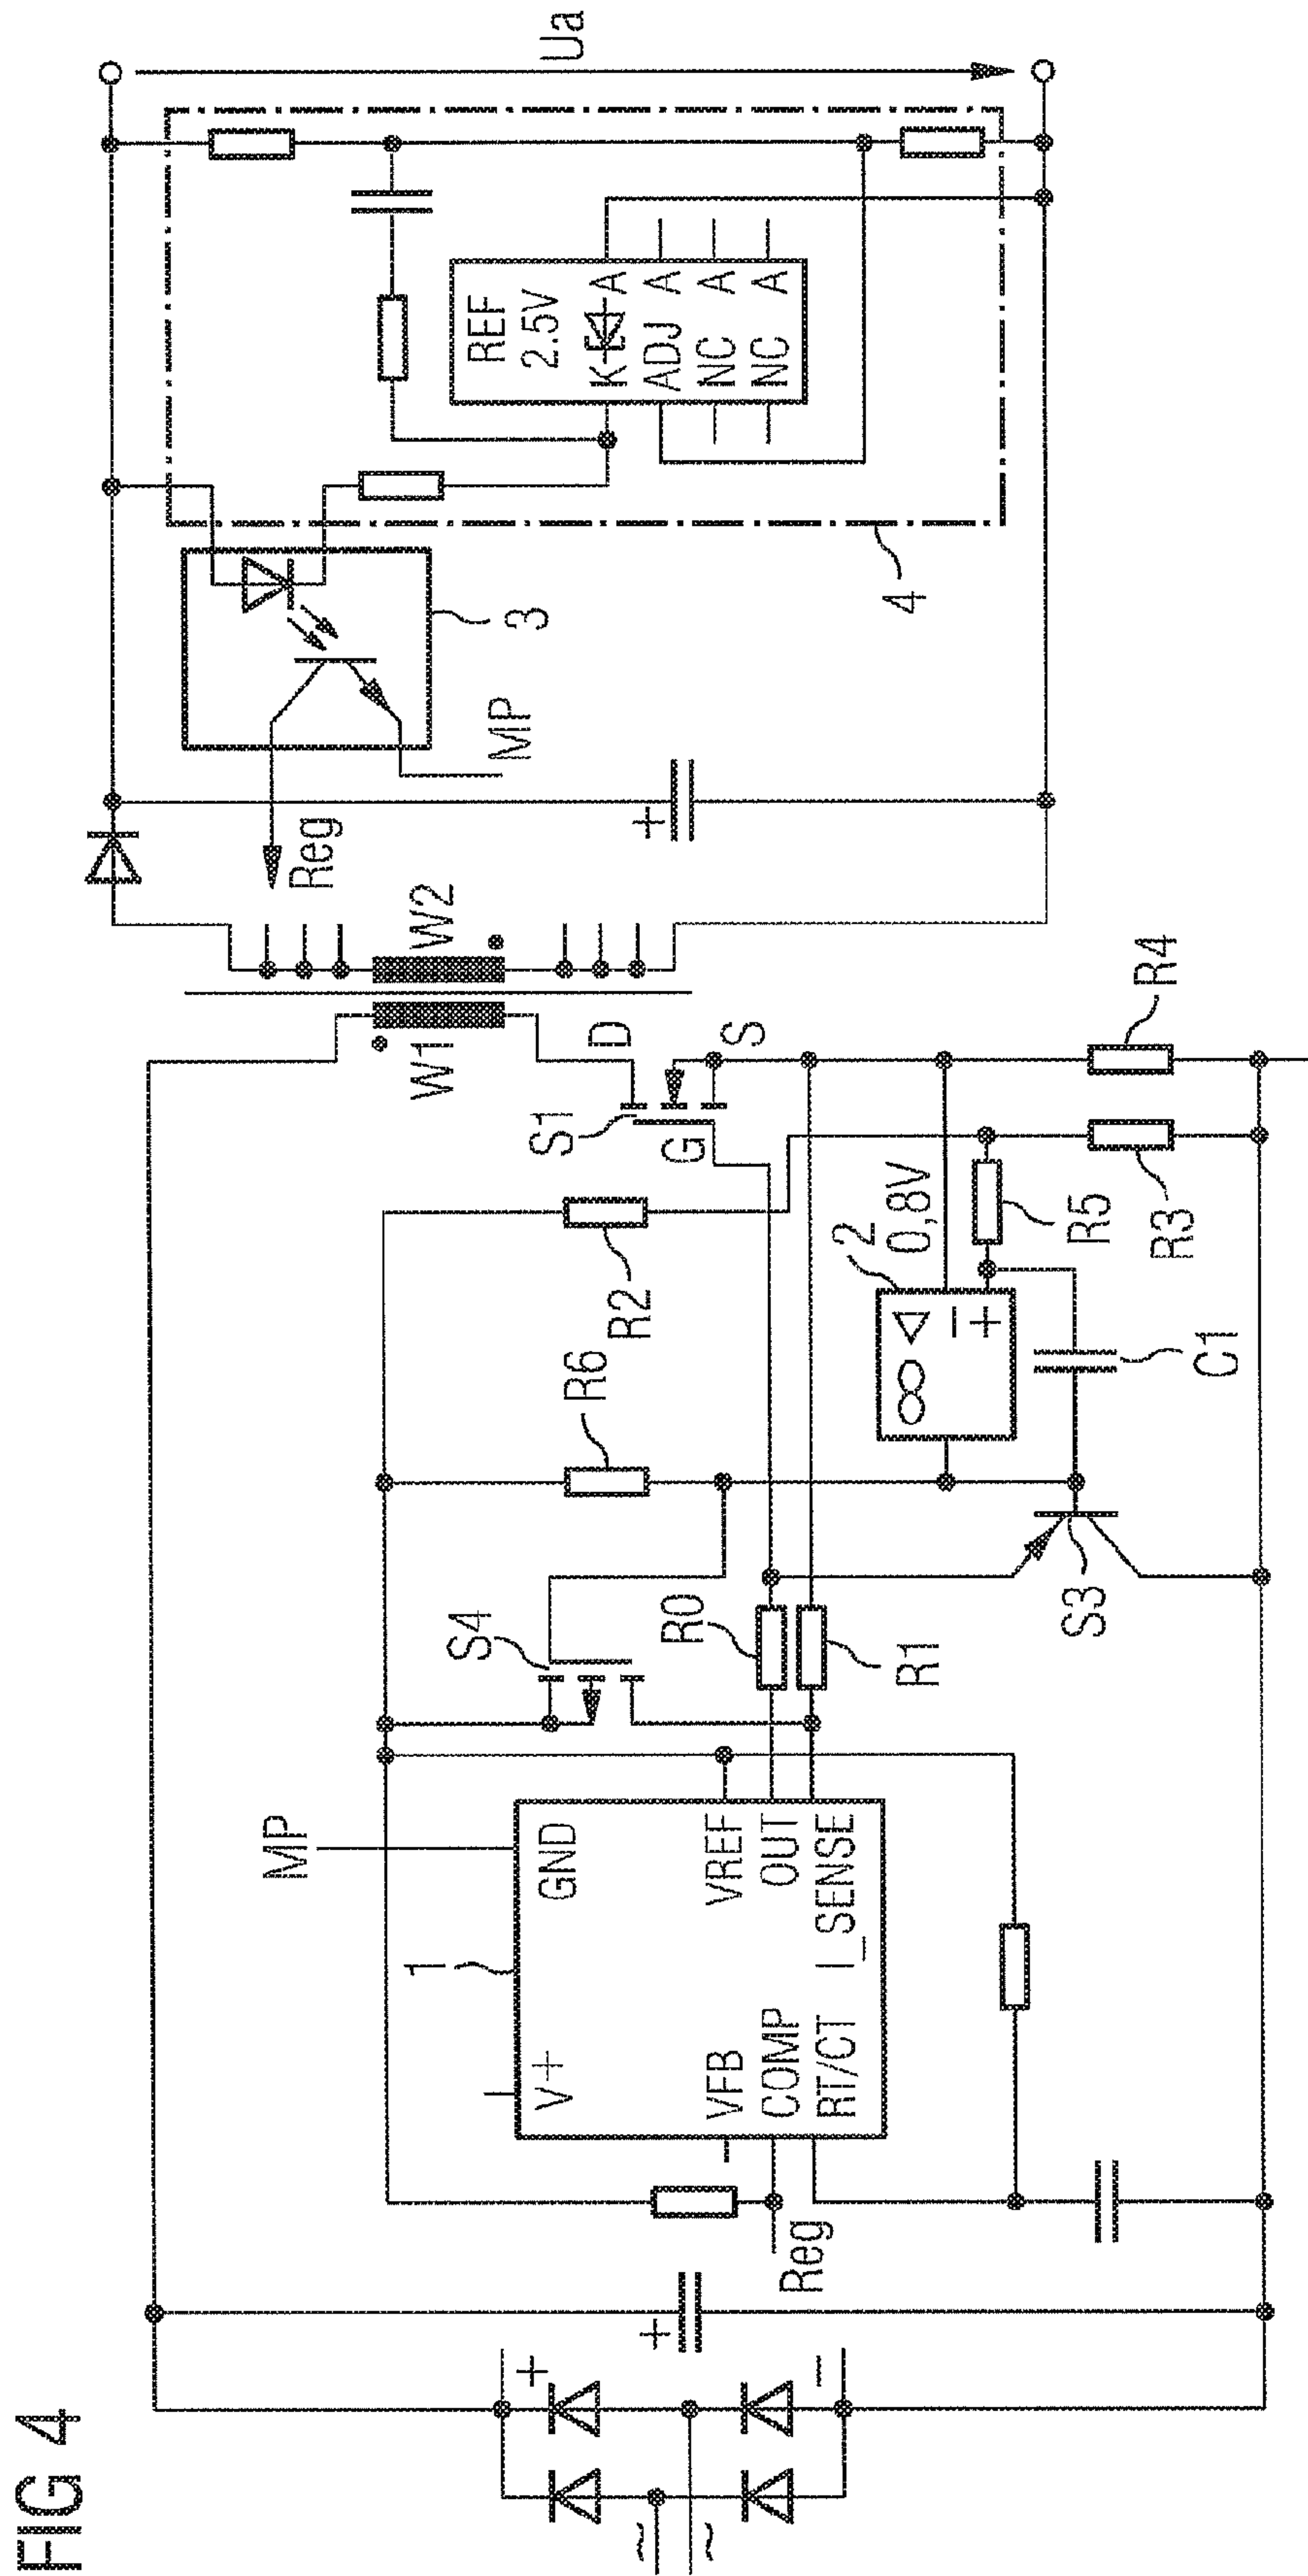 FIG 4
~
~
+
−
+
Reg
1
MP
V+
GND
VFB
COMP
RT/CT
VREF
OUT
I_SENSE
S4
R0
R1
R6
R2
S3
C1
2
0,8V
∞ ▷
−
+
R5
R3
R4
S1
D
G
S
W1
W2
Reg
+
MP
3
4
REF
2.5V
K A
ADJ A
NC A
NC A
Ua